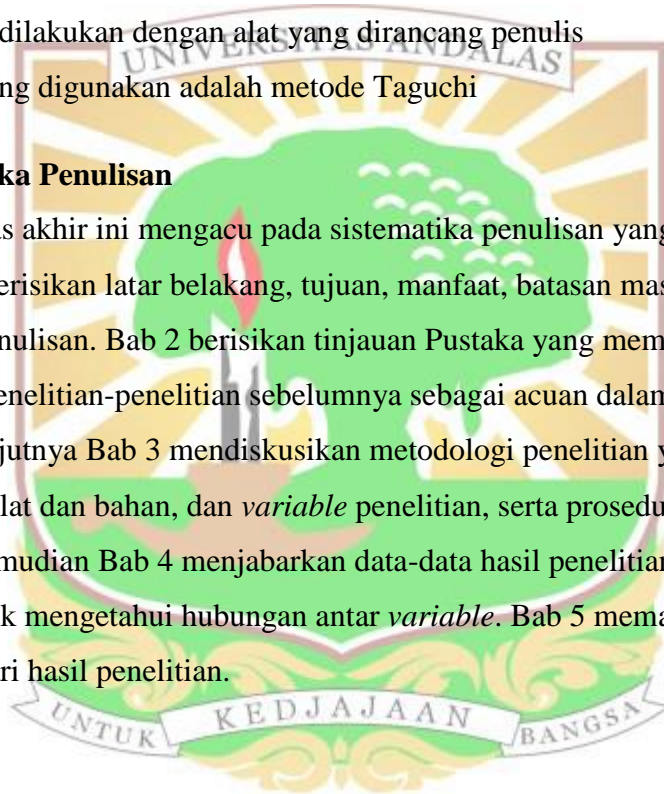 dilakukan dengan alat yang dirancang penulis
UNIVERSITAS ANDALAS
ng digunakan adalah metode Taguchi
ka Penulisan
s akhir ini mengacu pada sistematika penulisan yang
erisikan latar belakang, tujuan, manfaat, batasan mas
nulisan. Bab 2 berisikan tinjauan Pustaka yang mem
enelitian-penelitian sebelumnya sebagai acuan dalam
jutnya Bab 3 mendiskusikan metodologi penelitian y
lat dan bahan, dan variable penelitian, serta prosedu
mudian Bab 4 menjabarkan data-data hasil penelitian
k mengetahui hubungan antar variable. Bab 5 mema
ri hasil penelitian.
UNTUK KEDJAJAAN BANGSA